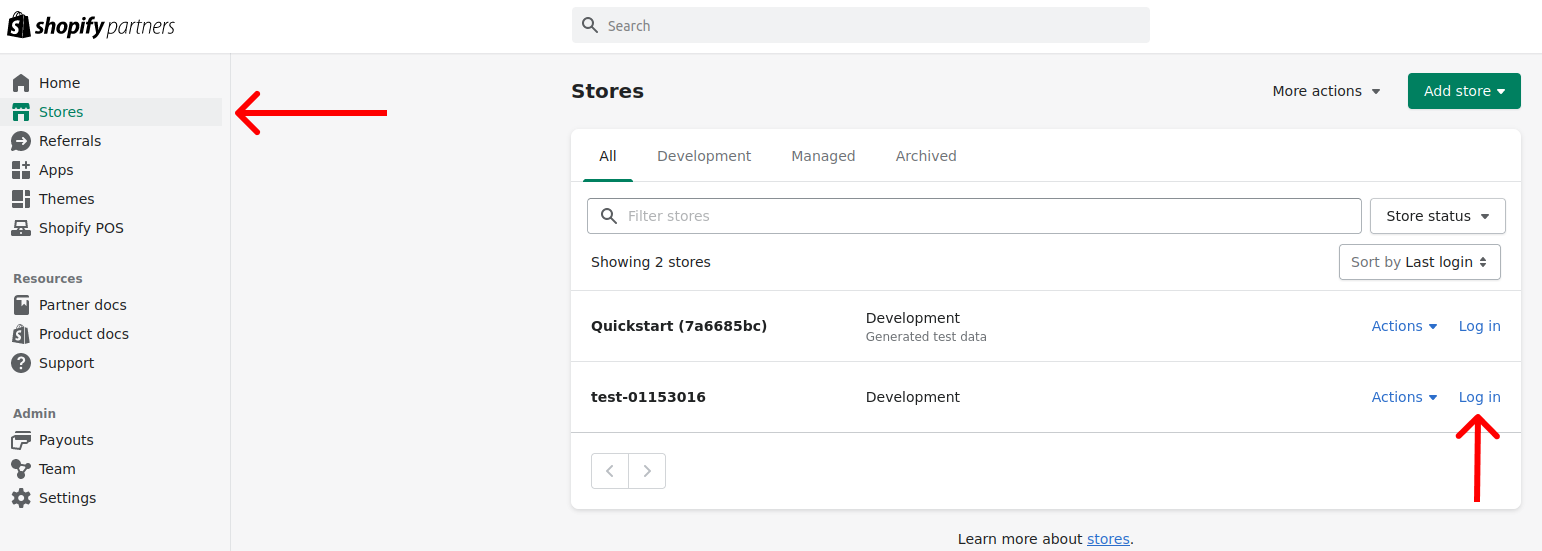 shopify partners
Search
Home
Stores
Referrals
Apps
Themes
Shopify POS
Resources
Partner docs
Product docs
Support
Admin
Payouts
Team
Settings
Stores
More actions
Add store
All Development Managed Archived
Filter stores
Store status
Showing 2 stores
Sort by Last login
Quickstart (7a6685bc)
Development
Generated test data
Actions Log in
test-01153016
Development
Actions Log in
Learn more about stores.